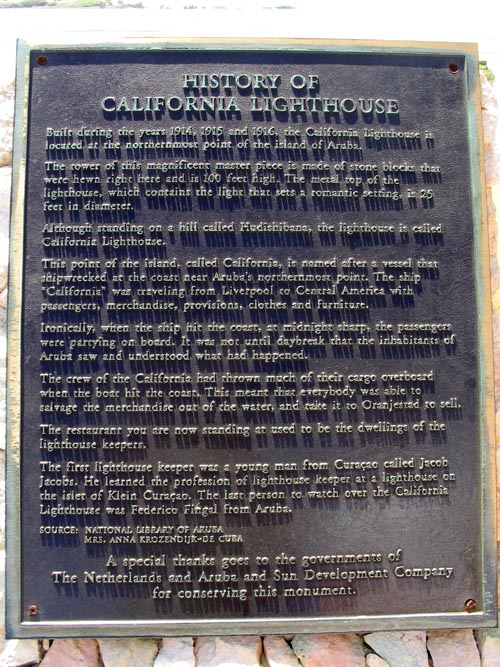 HISTORY OF
CALIFORNIA LIGHTHOUSE
Built during the years 1914, 1915 and 1916, the California Lighthouse is
located at the northernmost point of the island of Aruba.
The tower of this magnificent master piece is made of stone blocks that
were hewn right here and is 100 feet high. The metal top of the
lighthouse, which contains the light that sets a romantic setting, is 25
feet in diameter.
Although standing on a hill called Hudishibana, the lighthouse is called
California Lighthouse.
This point of the island, called California, is named after a vessel that
shipwrecked at the coast near Aruba's northernmost point. The ship
"California" was traveling from Liverpool to Central America with
passengers, merchandise, provisions, clothes and furniture.
Ironically, when the ship hit the coast, at midnight sharp, the passengers
were partying on board. It was not until daybreak that the inhabitants of
Aruba saw and understood what had happened.
The crew of the California had thrown much of their cargo overboard
when the boat hit the coast. This meant that everybody was able to
salvage the merchandise out of the water, and take it to Oranjestad to sell.
The restaurant you are now standing at used to be the dwellings of the
lighthouse keepers.
The first lighthouse keeper was a young man from Curaçao called Jacob
Jacobs. He learned the profession of lighthouse keeper at a lighthouse on
the islet of Klein Curaçao. The last person to watch over the California
Lighthouse was Federico Fingal from Aruba.
SOURCE: NATIONAL LIBRARY OF ARUBA
MRS. ANNA KROZENDIJK-DE CUBA
A special thanks goes to the governments of
The Netherlands and Aruba and Sun Development Company
for conserving this monument.